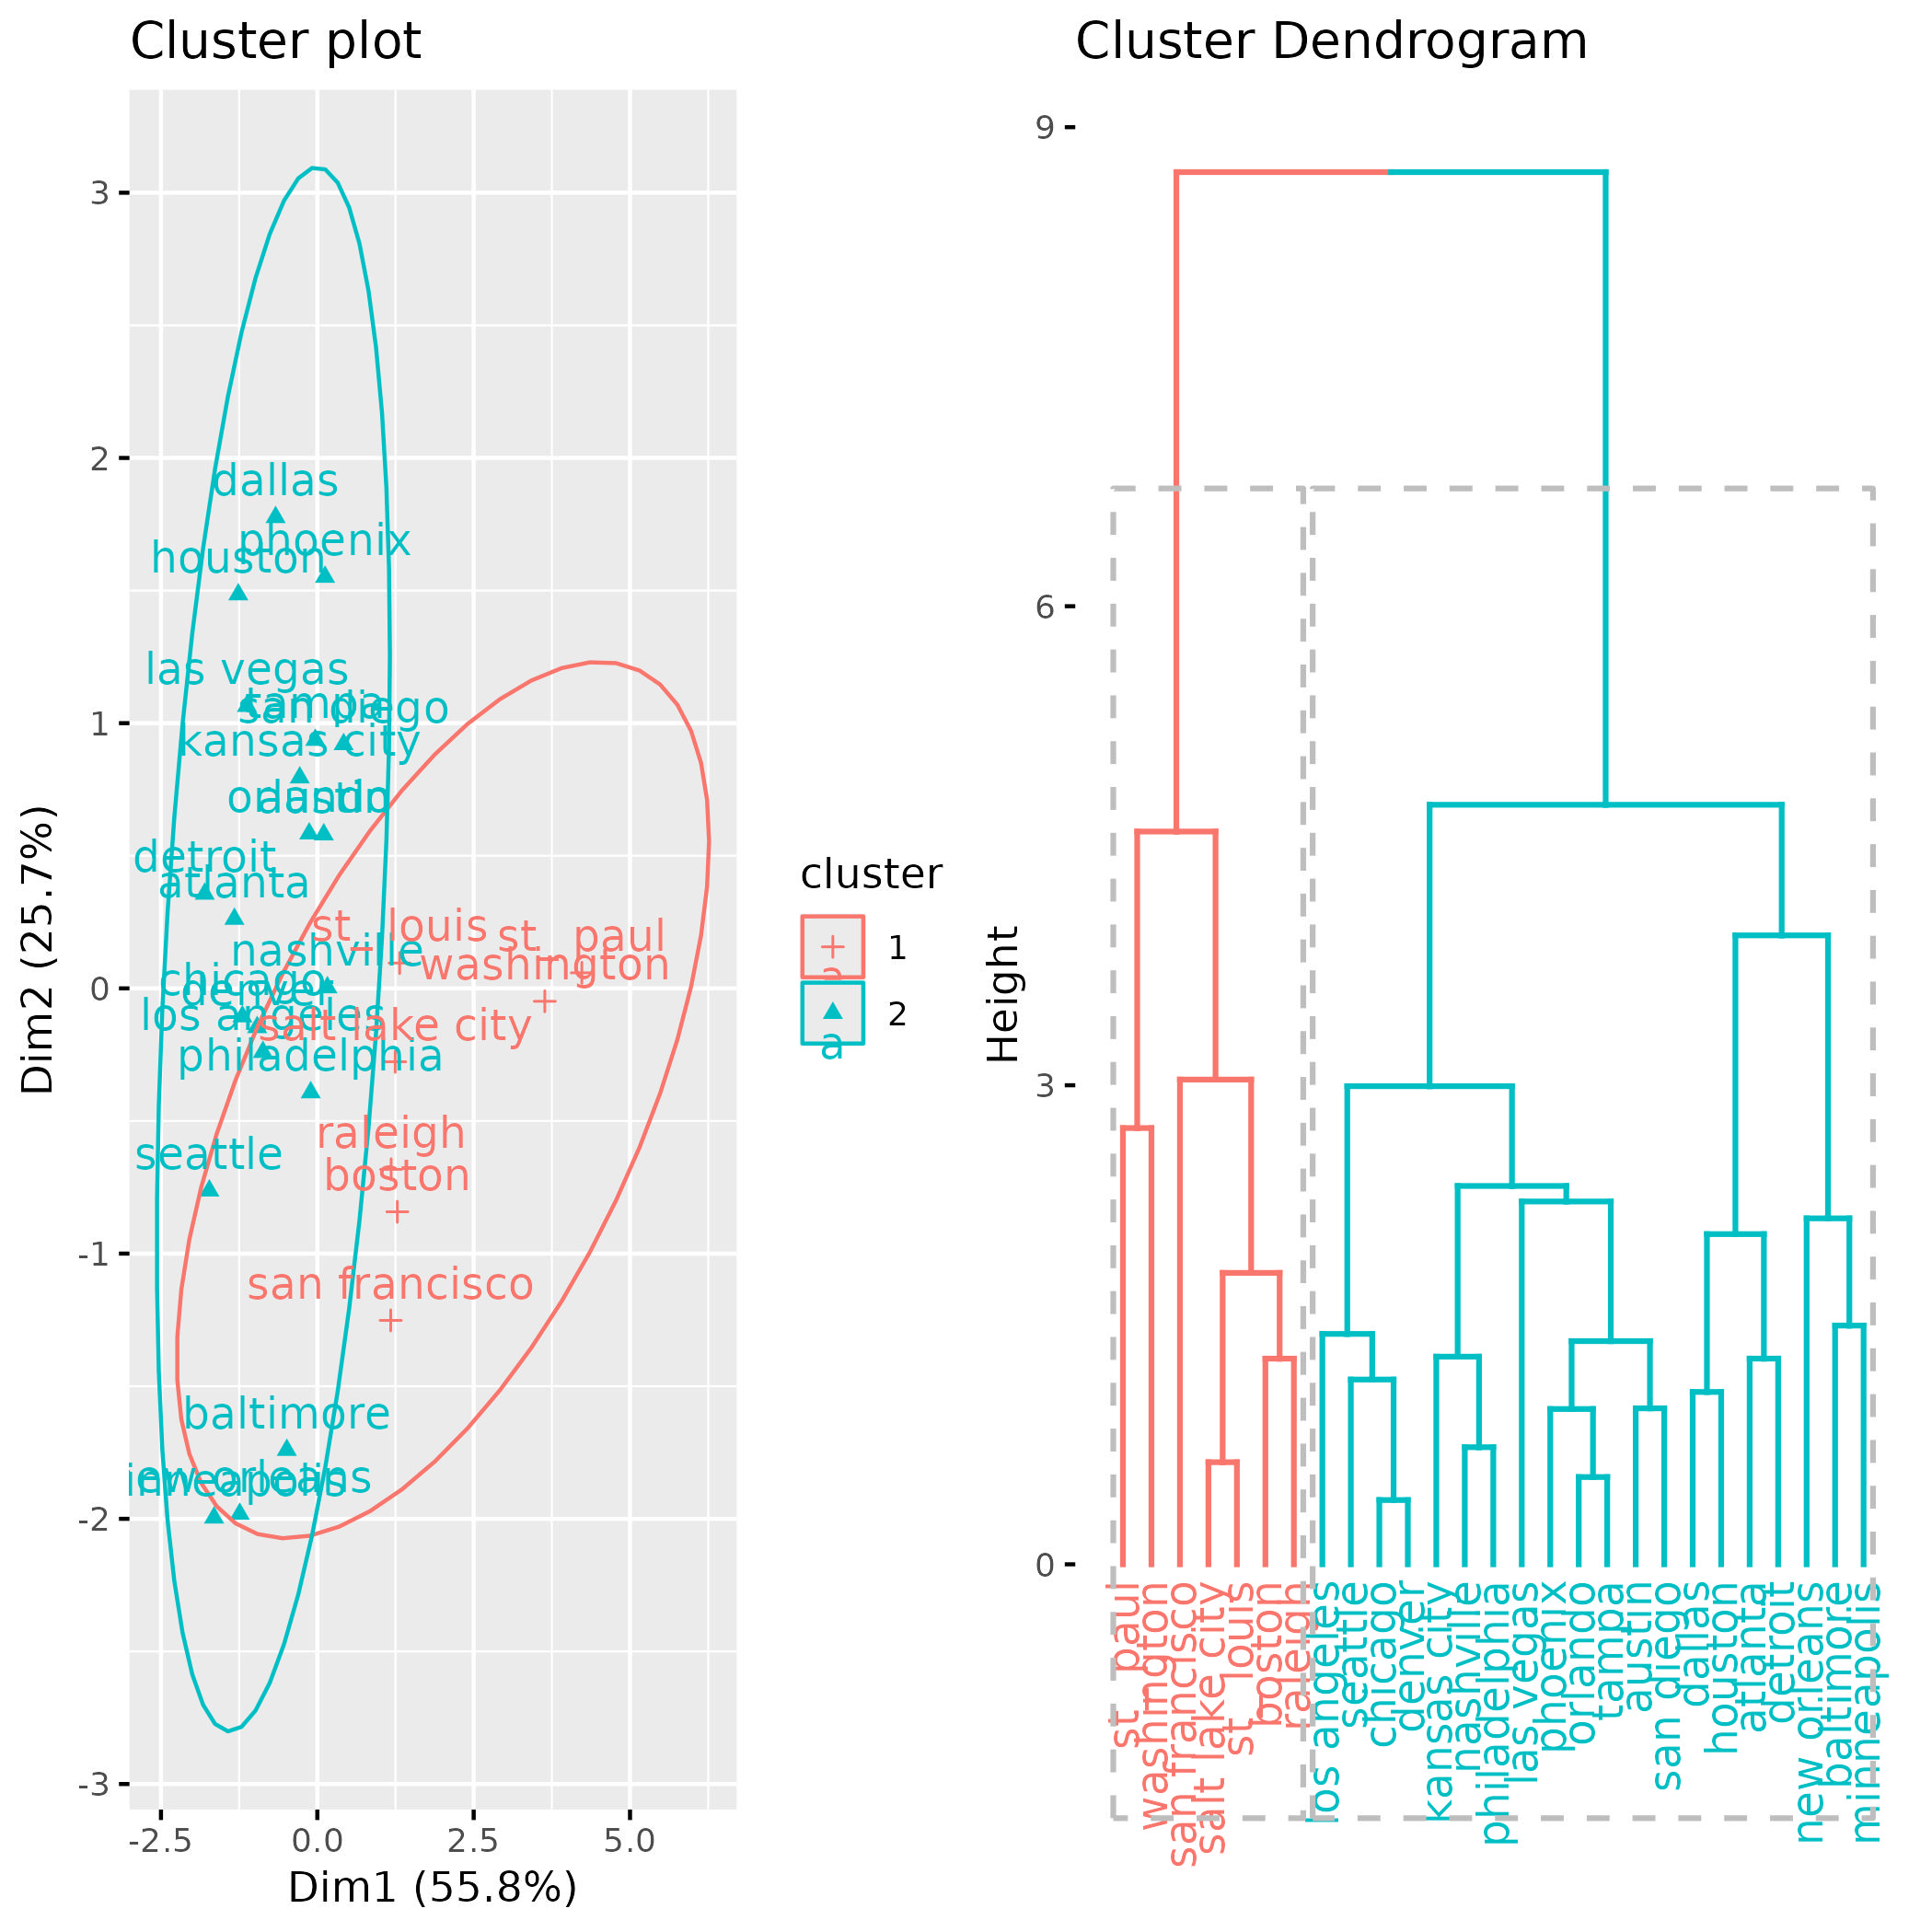 Cluster plot
Dim2 (25.7%)
3
2
1
0
-1
-2
-3
dallas
phoenix
houston
las vegas
tampa
san diego
kansas city
orlando
austin
detroit
atlanta
st_ louis
st._ paul
nashville
washington
chicago
denver
los angeles
salt lake city
philadelphia
raleigh
seattle
boston
san francisco
baltimore
new orleans
-2.5
0.0
2.5
5.0
Dim1 (55.8%)
cluster
1
a
2
Cluster Dendrogram
Height
9
6
3
0
st._ paul
washington
san francisco
salt lake city
st_ louis
boston
raleigh
los angeles
seattle
chicago
denver
kansas city
nashville
philadelphia
las vegas
phoenix
orlando
tampa
austin
san diego
dallas
houston
atlanta
detroit
new orleans
baltimore
minneapolis